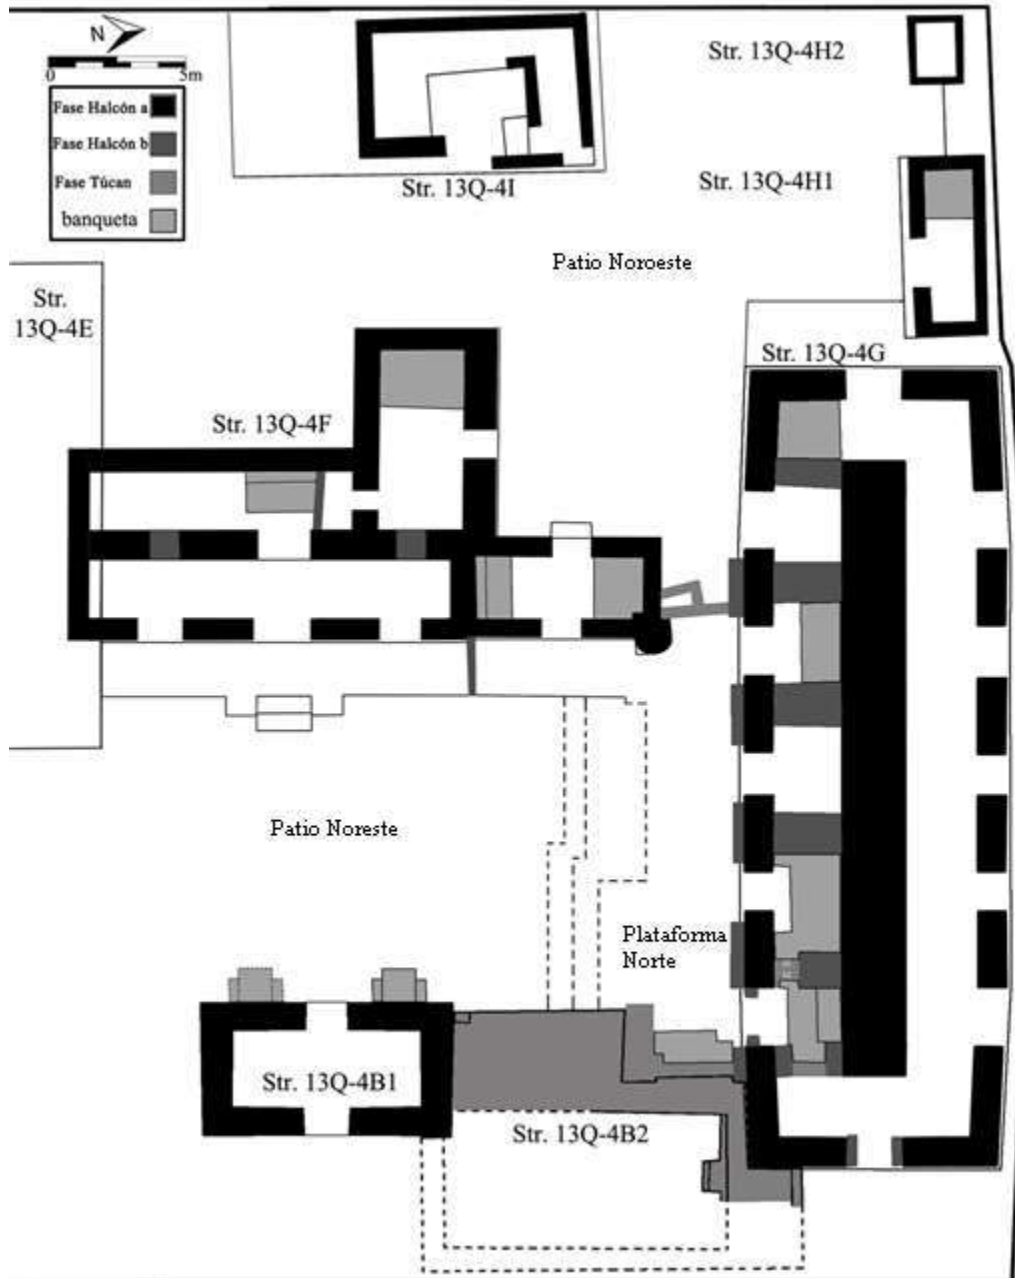 N
0 5m
Fase Halcón a
Fase Halcón b
Fase Túcan
banqueta
Str. 13Q-4H2
Str. 13Q-4I
Str. 13Q-4H1
Patio Noroeste
Str.
13Q-4E
Str. 13Q-4G
Str. 13Q-4F
Patio Noreste
Plataforma
Norte
Str. 13Q-4B1
Str. 13Q-4B2